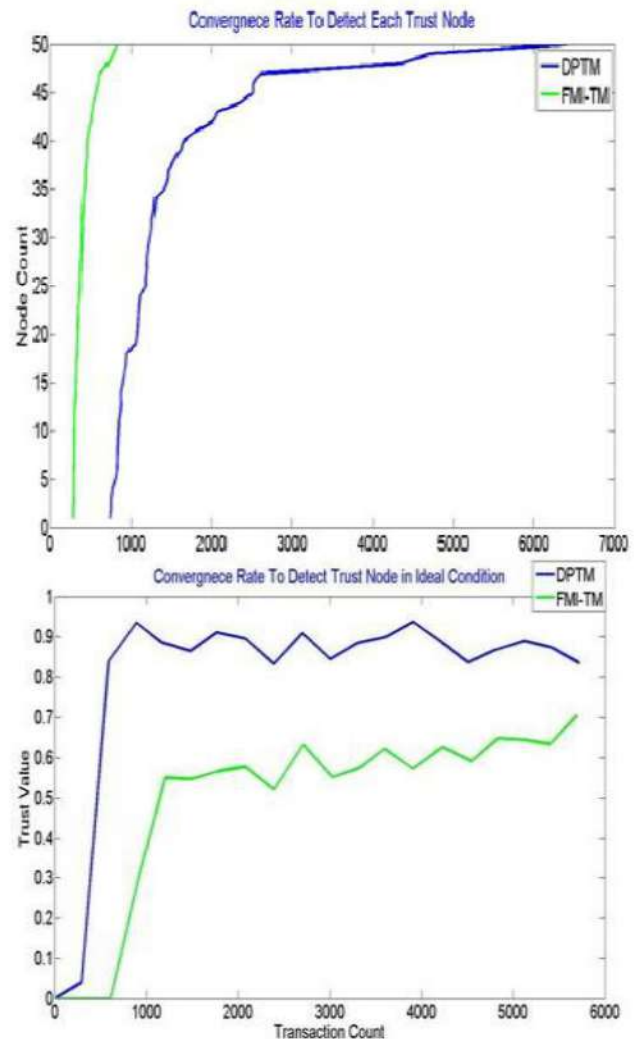 Convergnece Rate To Detect Each Trust Node
50
45
40
35
30
25
20
15
10
5
0
Node Count
DPTM
FMI-TMI
0 1000 2000 3000 4000 5000 6000 7000
Convergnece Rate To Detect Trust Node in Ideal Condition
DPTM
FMI-TM
1
0.9
0.8
0.7
0.6
0.5
0.4
0.3
0.2
0.1
0
Trust Value
0 1000 2000 3000 4000 5000 6000
Transaction Count